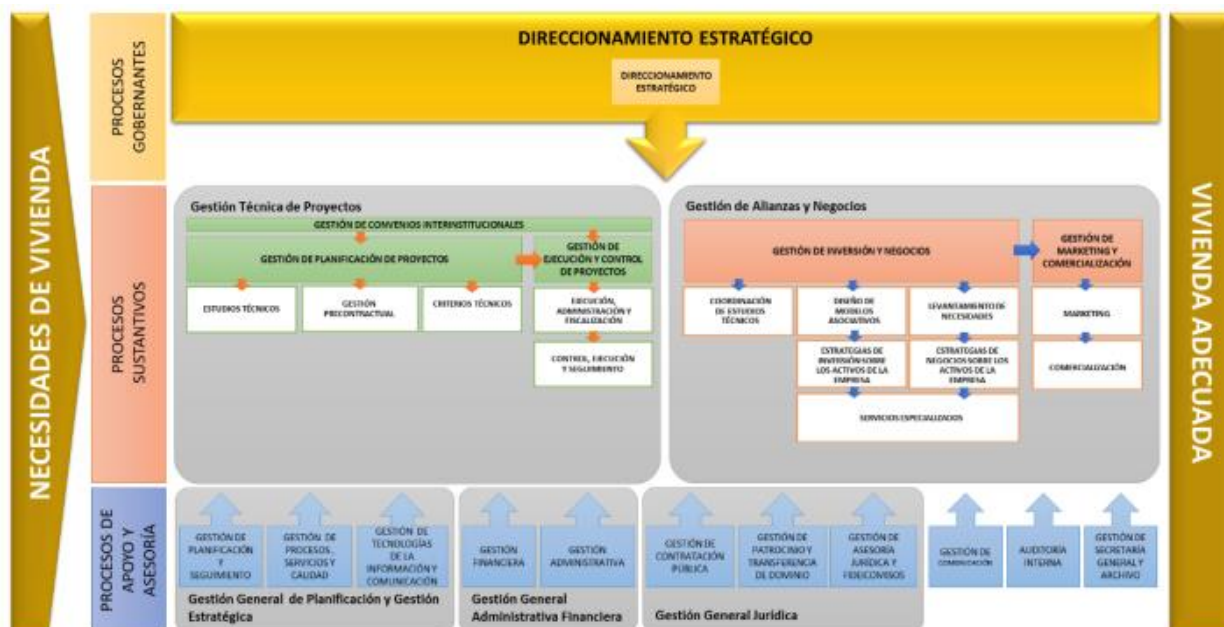 NECESIDADES DE VIVIENDA
PROCESOS
GOBERNANTES
DIRECCIONAMIENTO ESTRATÉGICO
DIRECCIONAMIENTO
ESTRATÉGICO
PROCESOS
SUSTANTIVOS
Gestión Técnica de Proyectos
GESTIÓN DE CONVENIOS INTERINSTITUCIONALES
GESTIÓN DE PLANIFICACIÓN DE PROYECTOS
GESTIÓN DE
EJECUCIÓN Y CONTROL
DE PROYECTOS
ESTUDIOS TÉCNICOS
GESTIÓN
PRECONTRACTUAL
CRITERIOS TÉCNICOS
EJECUCIÓN,
ADMINISTRACIÓN Y
FISCALIZACIÓN
CONTROL, EJECUCIÓN
Y SEGUIMIENTO
Gestión de Alianzas y Negocios
GESTIÓN DE INVERSIÓN Y NEGOCIOS
GESTIÓN DE
MARKETING Y
COMERCIALIZACIÓN
COORDINACIÓN
DE ESTUDIOS
TÉCNICOS
DISEÑO DE
MODELOS
ASOCIATIVOS
LEVANTAMIENTO DE
NECESIDADES
MARKETING
ESTRATEGIAS DE
INVERSIÓN SOBRE
LOS ACTIVOS DE LA
EMPRESA
ESTRATEGIAS DE
NEGOCIOS SOBRE LOS
ACTIVOS DE LA
EMPRESA
COMERCIALIZACIÓN
SERVICIOS ESPECIALIZADOS
PROCESOS DE
APOYO Y
ASESORÍA
GESTIÓN DE
PLANIFICACIÓN
Y
SEGUIMIENTO
GESTIÓN DE
PROCESOS,
SERVICIOS Y
CALIDAD
GESTIÓN DE
TECNOLOGÍAS
DE LA
INFORMACIÓN Y
COMUNICACIÓN
Gestión General de Planificación y Gestión
Estratégica
GESTIÓN
FINANCIERA
GESTIÓN
ADMINISTRATIVA
Gestión General
Administrativa Financiera
GESTIÓN DE
CONTRATACIÓN
PÚBLICA
GESTIÓN DE
PATROCINIO Y
TRANSFERENCIA
DE DOMINIO
GESTIÓN DE
ASESORÍA
JURÍDICA Y
FIDEICOMISOS
Gestión General Jurídica
GESTIÓN DE
COMUNICACIÓN
AUDITORÍA
INTERNA
GESTIÓN DE
SECRETARÍA
GENERAL Y
ARCHIVO
VIVIENDA ADECUADA